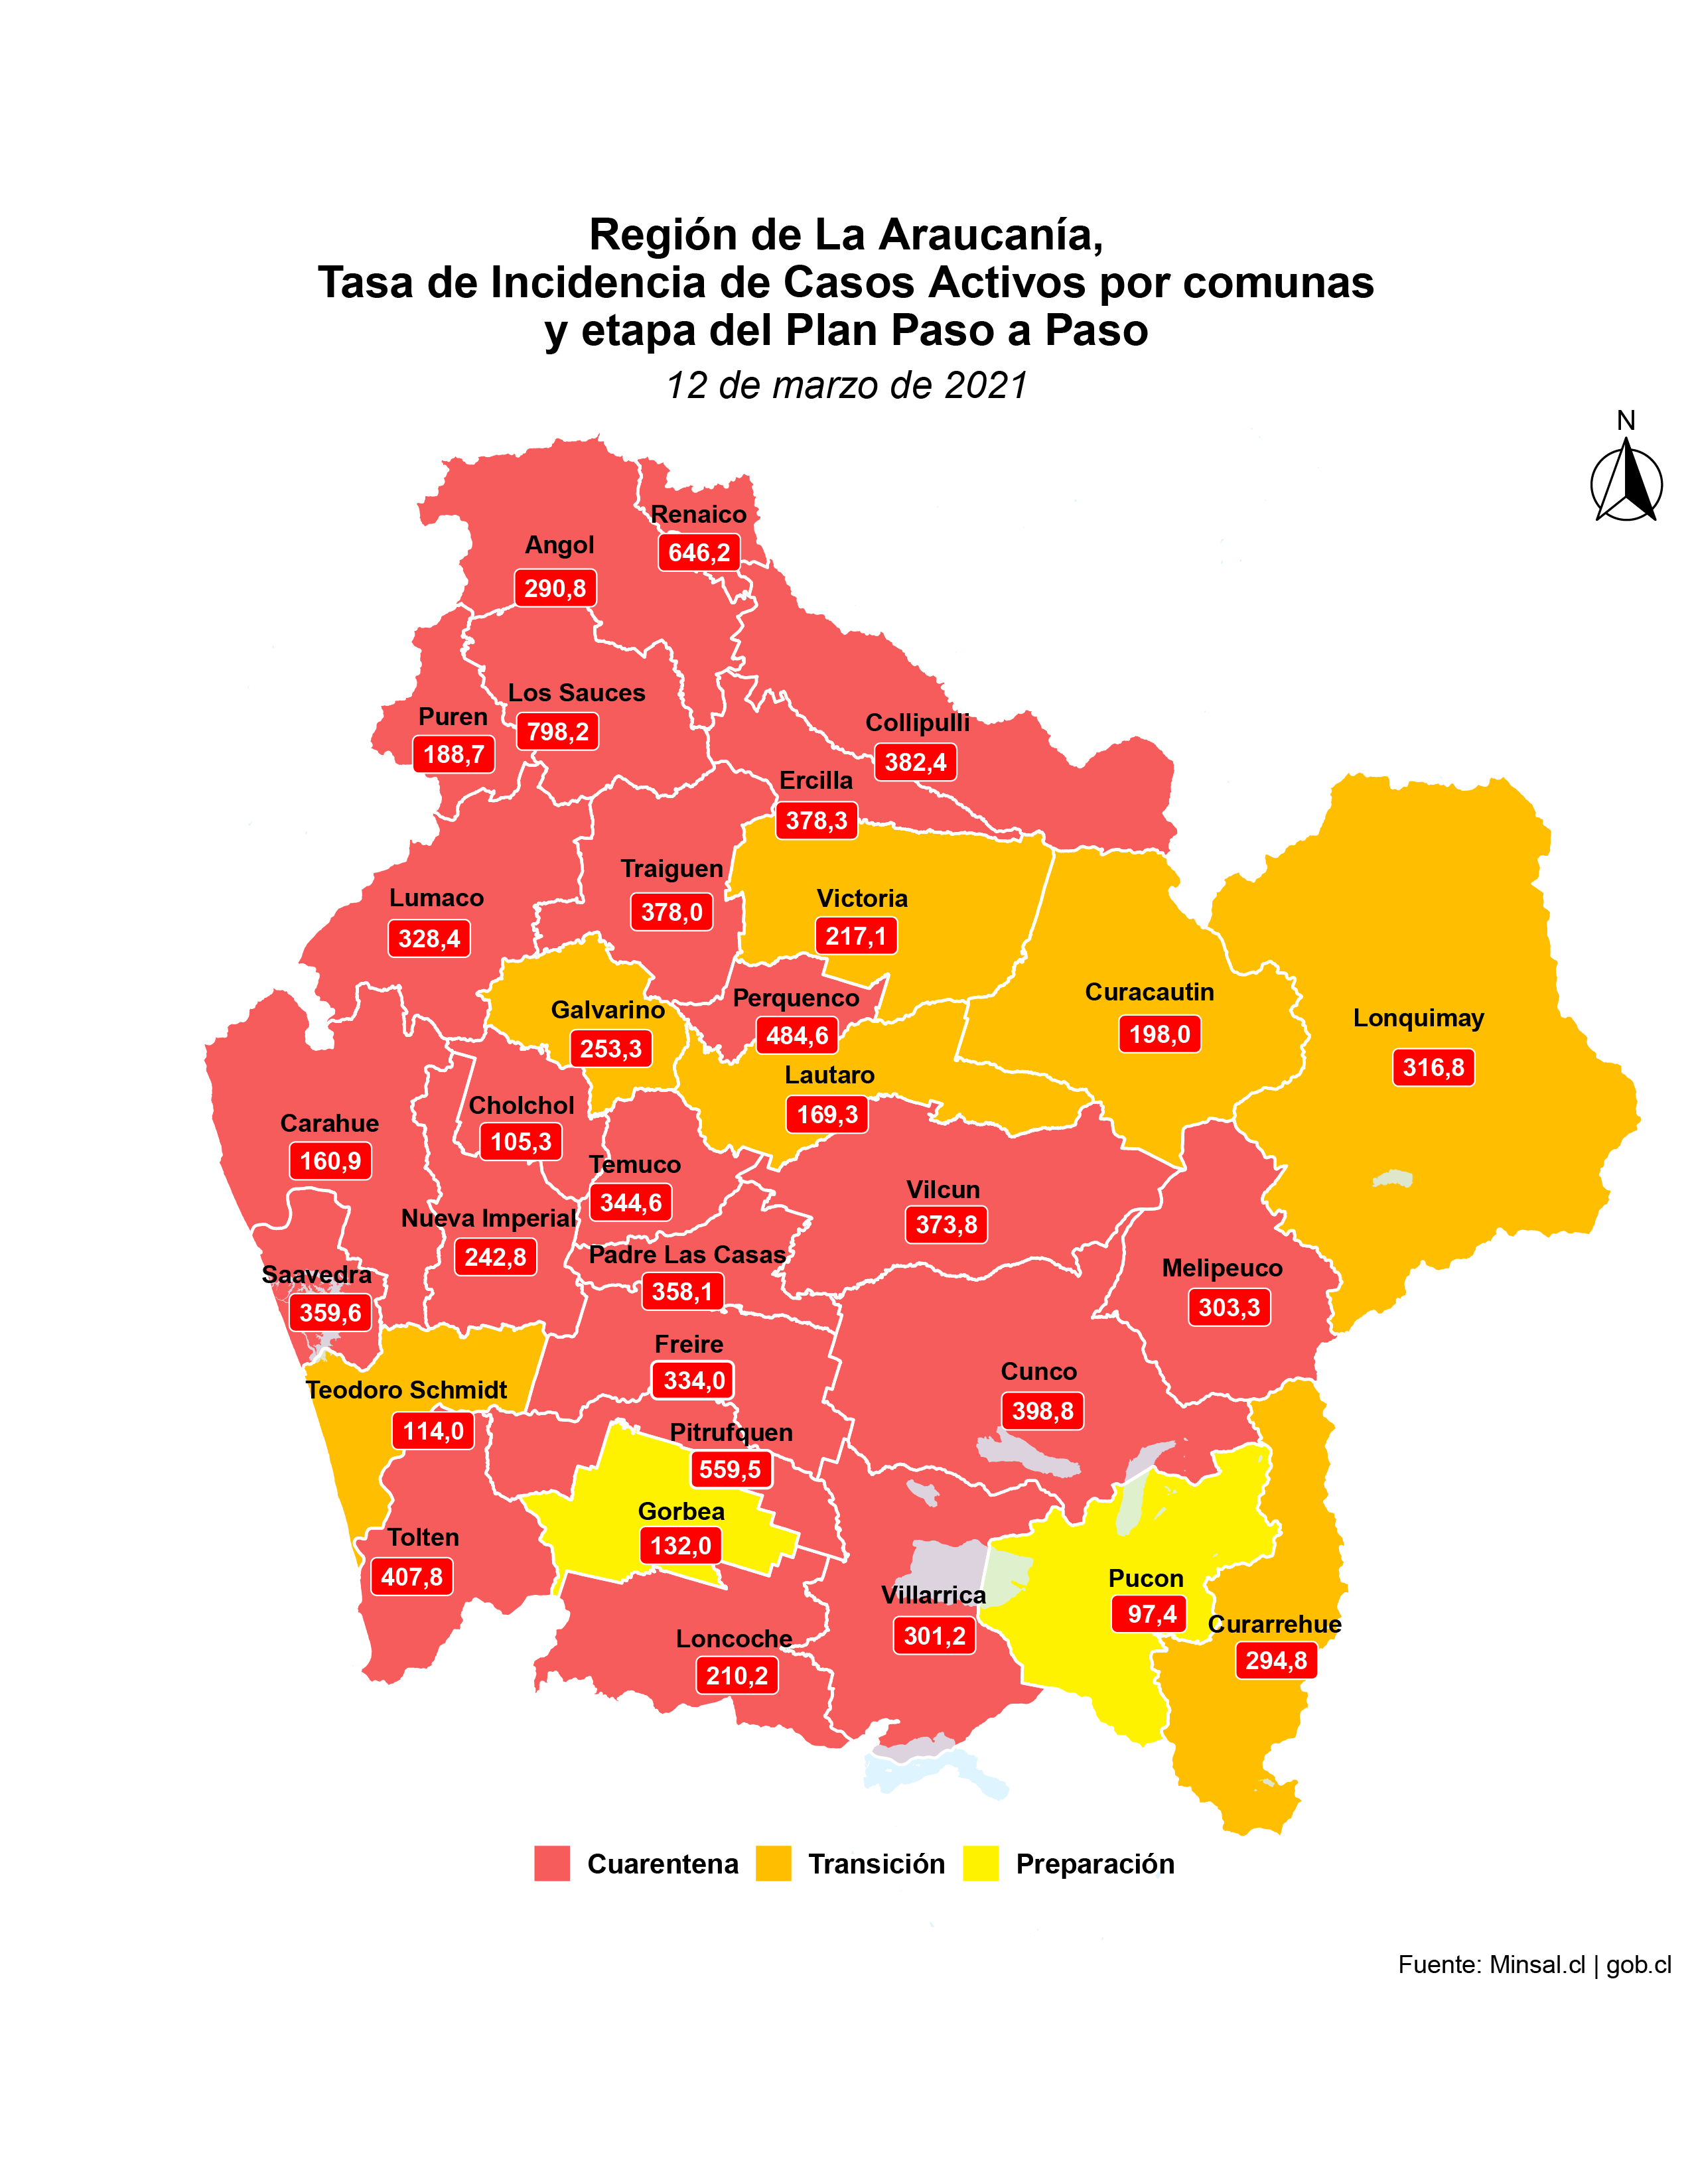 Región de La Araucanía,
Tasa de Incidencia de Casos Activos por comunas
y etapa del Plan Paso a Paso
12 de marzo de 2021
N
Renaico
646,2
Angol
290,8
Los Sauces
798,2
Puren
188,7
Collipulli
382,4
Ercilla
378,3
Traiguen
378,0
Lumaco
328,4
Victoria
217,1
Perquenco
484,6
Curacautin
198,0
Lonquimay
316,8
Galvarino
253,3
Lautaro
169,3
Cholchol
105,3
Carahue
160,9
Temuco
344,6
Vilcun
373,8
Nueva Imperial
242,8
Padre Las Casas
358,1
Melipeuco
303,3
Saavedra
359,6
Freire
334,0
Cunco
398,8
Teodoro Schmidt
114,0
Pitrufquen
559,5
Gorbea
132,0
Tolten
407,8
Pucon
97,4
Villarrica
301,2
Curarrehue
294,8
Loncoche
210,2
Cuarentena
Transición
Preparación
Fuente: Minsal.cl | gob.cl